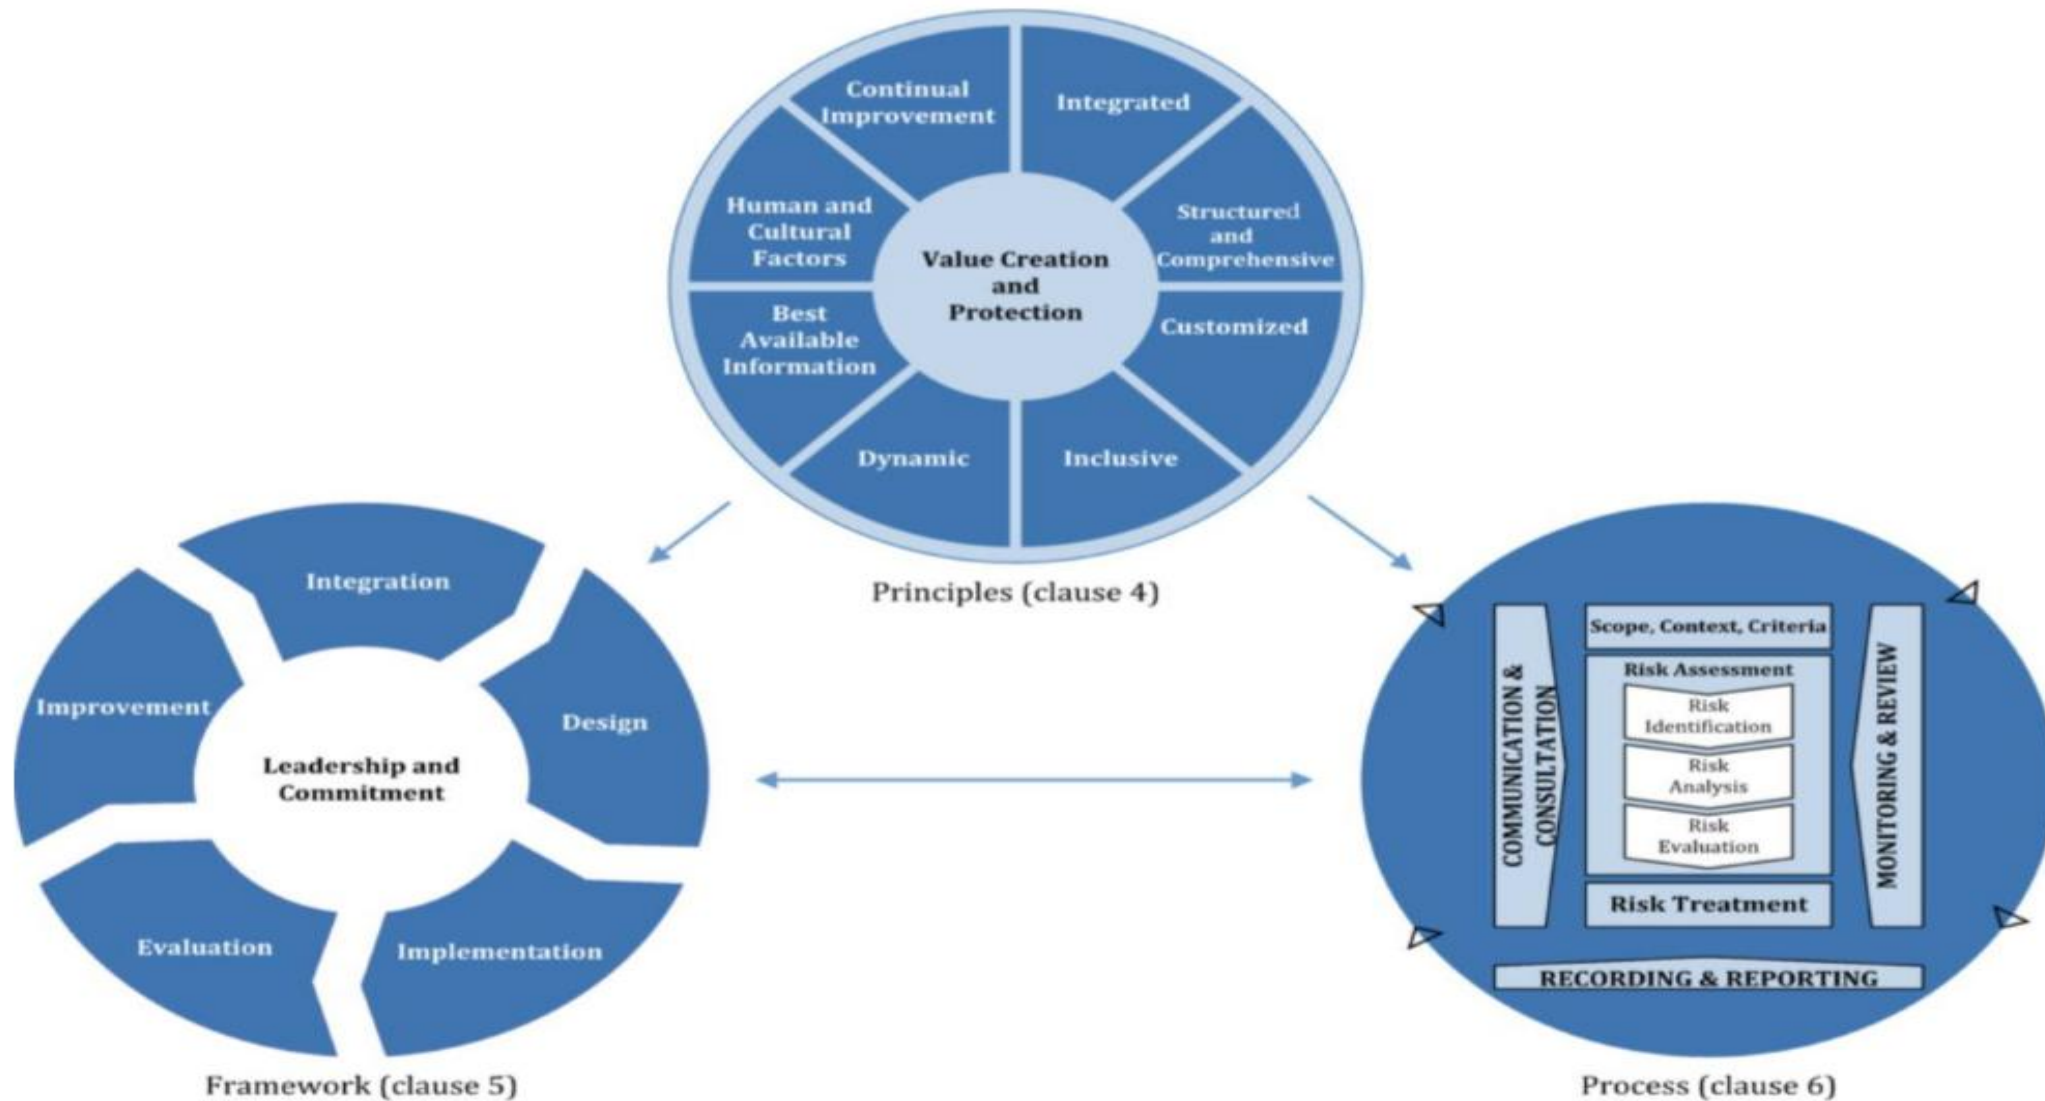 Continual
Improvement
Integrated
Human and
Cultural
Factors
Structured
and
Comprehensive
Value Creation
and
Protection
Best
Available
Information
Customized
Dynamic
Inclusive
Principles (clause 4)
Integration
Improvement
Design
Leadership and
Commitment
Evaluation
Implementation
Framework (clause 5)
Scope, Context, Criteria
COMMUNICATION &
CONSULTATION
Risk Assessment
Risk
Identification
Risk
Analysis
Risk
Evaluation
MONITORING & REVIEW
Risk Treatment
RECORDING & REPORTING
Process (clause 6)